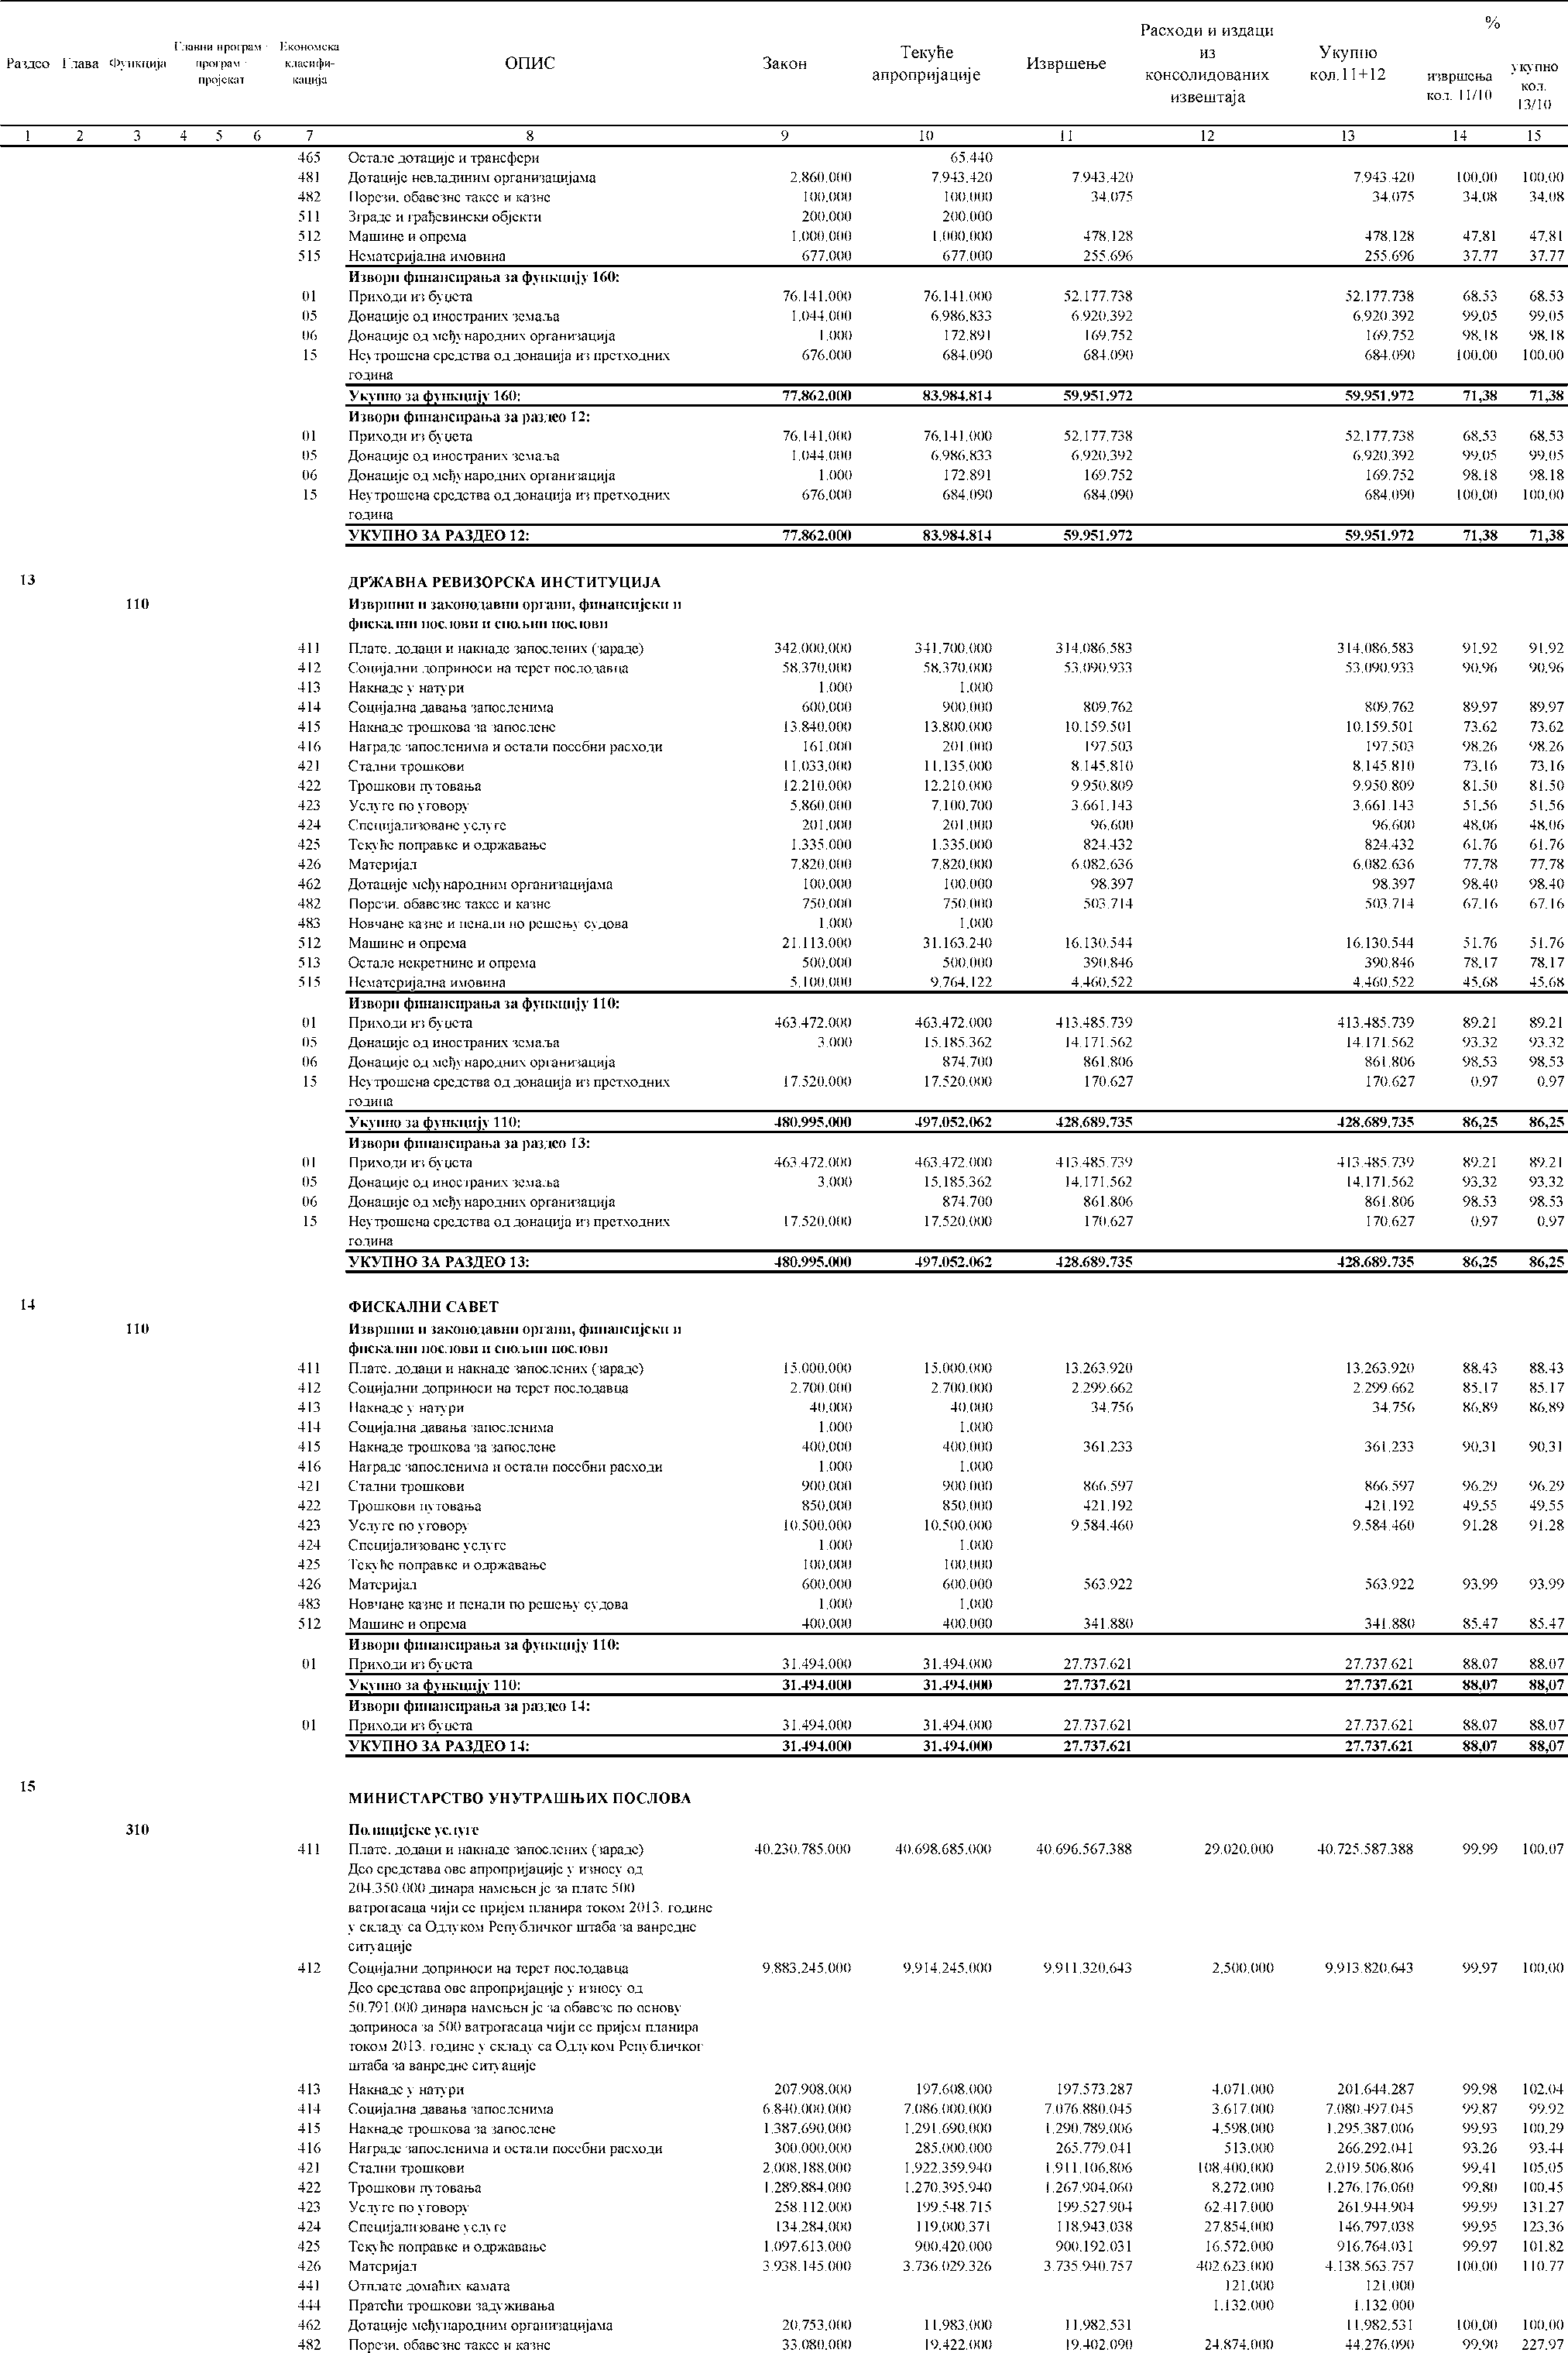 Раздео Глава Функција Главни програм - програм - пројекат Економска класифи-кација ОПИС Закон Текуће апропријације Извршење Расходи и издаци из консолидованих извештаја Укупно кол.11+12 % извршења кол. 11/10 укупно кол. 13/10
1 2 3 4 5 6 7 8 9 10 11 12 13 14 15
465 Остале дотације и трансфери 65.440
481 Дотације невладиним организацијама 2.860.000 7.943.420 7.943.420 7.943.420 100,00 100,00
482 Порези, обавезне таксе и казне 100.000 100.000 34.075 34.075 34,08 34,08
511 Зграде и грађевински објекти 200.000 200.000
512 Машине и опрема 1.000.000 1.000.000 478.128 478.128 47,81 47,81
515 Нематеријална имовина 677.000 677.000 255.696 255.696 37,77 37,77
Извори финансирања за функцију 160:
01 Приходи из буџета 76.141.000 76.141.000 52.177.738 52.177.738 68,53 68,53
05 Донације од иностраних земаља 1.044.000 6.986.833 6.920.392 6.920.392 99,05 99,05
06 Донације од међународних организација 1.000 172.891 169.752 169.752 98,18 98,18
15 Неутрошена средства од донација из претходних 676.000 684.090 684.090 684.090 100,00 100,00
година
Укупно за функцију 160: 77.862.000 83.984.814 59.951.972 59.951.972 71,38 71,38
Извори финансирања за раздео 12:
01 Приходи из буџета 76.141.000 76.141.000 52.177.738 52.177.738 68,53 68,53
05 Донације од иностраних земаља 1.044.000 6.986.833 6.920.392 6.920.392 99,05 99,05
06 Донације од међународних организација 1.000 172.891 169.752 169.752 98,18 98,18
15 Неутрошена средства од донација из претходних 676.000 684.090 684.090 684.090 100,00 100,00
година
УКУПНО ЗА РАЗДЕО 12: 77.862.000 83.984.814 59.951.972 59.951.972 71,38 71,38
13 ДРЖАВНА РЕВИЗОРСКА ИНСТИТУЦИЈА
110 Извршни и законодавни органи, финансијски и
фискални послови и спољни послови
411 Плате, додаци и накнаде запослених (зараде) 342.000.000 341.700.000 314.086.583 314.086.583 91,92 91,92
412 Социјални доприноси на терет послодавца 58.370.000 58.370.000 53.090.933 53.090.933 90,96 90,96
413 Накнаде у натури 1.000 1.000
414 Социјална давања запосленима 600.000 900.000 809.762 809.762 89,97 89,97
415 Накнаде трошкова за запослене 13.840.000 13.800.000 10.159.501 10.159.501 73,62 73,62
416 Награде запосленима и остали посебни расходи 161.000 201.000 197.503 197.503 98,26 98,26
421 Стални трошкови 11.033.000 11.135.000 8.145.810 8.145.810 73,16 73,16
422 Трошкови путовања 12.210.000 12.210.000 9.950.809 9.950.809 81,50 81,50
423 Услуге по уговору 5.860.000 7.100.700 3.661.143 3.661.143 51,56 51,56
424 Специјализоване услуге 201.000 201.000 96.600 96.600 48,06 48,06
425 Текуће поправке и одржавање 1.335.000 1.335.000 824.432 824.432 61,76 61,76
426 Материјал 7.820.000 7.820.000 6.082.636 6.082.636 77,78 77,78
462 Дотације међународним организацијама 100.000 100.000 98.397 98.397 98,40 98,40
482 Порези, обавезне таксе и казне 750.000 750.000 503.714 503.714 67,16 67,16
483 Новчане казне и пенали по решењу судова 1.000 1.000
512 Машине и опрема 21.113.000 31.163.240 16.130.544 16.130.544 51,76 51,76
513 Остале некретнине и опрема 500.000 500.000 390.846 390.846 78,17 78,17
515 Нематеријална имовина 5.100.000 9.764.122 4.460.522 4.460.522 45,68 45,68
Извори финансирања за функцију 110:
01 Приходи из буџета 463.472.000 463.472.000 413.485.739 413.485.739 89,21 89,21
05 Донације од иностраних земаља 3.000 15.185.362 14.171.562 14.171.562 93,32 93,32
06 Донације од међународних организација 874.700 861.806 861.806 98,53 98,53
15 Неутрошена средства од донација из претходних 17.520.000 17.520.000 170.627 170.627 0,97 0,97
година
Укупно за функцију 110: 480.995.000 497.052.062 428.689.735 428.689.735 86,25 86,25
Извори финансирања за раздео 13:
01 Приходи из буџета 463.472.000 463.472.000 413.485.739 413.485.739 89,21 89,21
05 Донације од иностраних земаља 3.000 15.185.362 14.171.562 14.171.562 93,32 93,32
06 Донације од међународних организација 874.700 861.806 861.806 98,53 98,53
15 Неутрошена средства од донација из претходних 17.520.000 17.520.000 170.627 170.627 0,97 0,97
година
УКУПНО ЗА РАЗДЕО 13: 480.995.000 497.052.062 428.689.735 428.689.735 86,25 86,25
14 ФИСКАЛНИ САВЕТ
110 Извршни и законодавни органи, финансијски и
фискални послови и спољни послови
411 Плате, додаци и накнаде запослених (зараде) 15.000.000 15.000.000 13.263.920 13.263.920 88,43 88,43
412 Социјални доприноси на терет послодавца 2.700.000 2.700.000 2.299.662 2.299.662 85,17 85,17
413 Накнаде у натури 40.000 40.000 34.756 34.756 86,89 86,89
414 Социјална давања запосленима 1.000 1.000
415 Накнаде трошкова за запослене 400.000 400.000 361.233 361.233 90,31 90,31
416 Награде запосленима и остали посебни расходи 1.000 1.000
421 Стални трошкови 900.000 900.000 866.597 866.597 96,29 96,29
422 Трошкови путовања 850.000 850.000 421.192 421.192 49,55 49,55
423 Услуге по уговору 10.500.000 10.500.000 9.584.460 9.584.460 91,28 91,28
424 Специјализоване услуге 1.000 1.000
425 Текуће поправке и одржавање 100.000 100.000
426 Материјал 600.000 600.000 563.922 563.922 93,99 93,99
483 Новчане казне и пенали по решењу судова 1.000 1.000
512 Машине и опрема 400.000 400.000 341.880 341.880 85,47 85,47
Извори финансирања за функцију 110:
01 Приходи из буџета 31.494.000 31.494.000 27.737.621 27.737.621 88,07 88,07
Укупно за функцију 110: 31.494.000 31.494.000 27.737.621 27.737.621 88,07 88,07
Извори финансирања за раздео 14:
01 Приходи из буџета 31.494.000 31.494.000 27.737.621 27.737.621 88,07 88,07
УКУПНО ЗА РАЗДЕО 14: 31.494.000 31.494.000 27.737.621 27.737.621 88,07 88,07
15 МИНИСТАРСТВО УНУТРАШЊИХ ПОСЛОВА
310 Полицијске услуге
411 Плате, додаци и накнаде запослених (зараде) 40.230.785.000 40.698.685.000 40.696.567.388 29.020.000 40.725.587.388 99,99 100,07
Део средстава ове апропријације у износу од
204.350.000 динара намењен је за плате 500
ватрогасаца чији се пријем планира током 2013. године
у складу са Одлуком Републичког штаба за ванредне
ситуације
412 Социјални доприноси на терет послодавца 9.883.245.000 9.914.245.000 9.911.320.643 2.500.000 9.913.820.643 99,97 100,00
Део средстава ове апропријације у износу од
50.791.000 динара намењен је за обавезе по основу
доприноса за 500 ватрогасаца чији се пријем планира
током 2013. године у складу са Одлуком Републичког
штаба за ванредне ситуације
413 Накнаде у натури 207.908.000 197.608.000 197.573.287 4.071.000 201.644.287 99,98 102,04
414 Социјална давања запосленима 6.840.000.000 7.086.000.000 7.076.880.045 3.617.000 7.080.497.045 99,87 99,92
415 Накнаде трошкова за запослене 1.387.690.000 1.291.690.000 1.290.789.006 4.598.000 1.295.387.006 99,93 100,29
416 Награде запосленима и остали посебни расходи 300.000.000 285.000.000 265.779.041 513.000 266.292.041 93,26 93,44
421 Стални трошкови 2.008.188.000 1.922.359.940 1.911.106.806 108.400.000 2.019.506.806 99,41 105,05
422 Трошкови путовања 1.289.884.000 1.270.395.940 1.267.904.060 8.272.000 1.276.176.060 99,80 100,45
423 Услуге по уговору 258.112.000 199.548.715 199.527.904 62.417.000 261.944.904 99,99 131,27
424 Специјализоване услуге 134.284.000 119.000.371 118.943.038 27.854.000 146.797.038 99,95 123,36
425 Текуће поправке и одржавање 1.097.613.000 900.420.000 900.192.031 16.572.000 916.764.031 99,97 101,82
426 Материјал 3.938.145.000 3.736.029.326 3.735.940.757 402.623.000 4.138.563.757 100,00 110,77
441 Отплате домаћих камата 121.000 121.000
444 Пратећи трошкови задуживања 1.132.000 1.132.000
462 Дотације међународним организацијама 20.753.000 11.983.000 11.982.531 11.982.531 100,00 100,00
482 Порези, обавезне таксе и казне 33.080.000 19.422.000 19.402.090 24.874.000 44.276.090 99,90 227,97